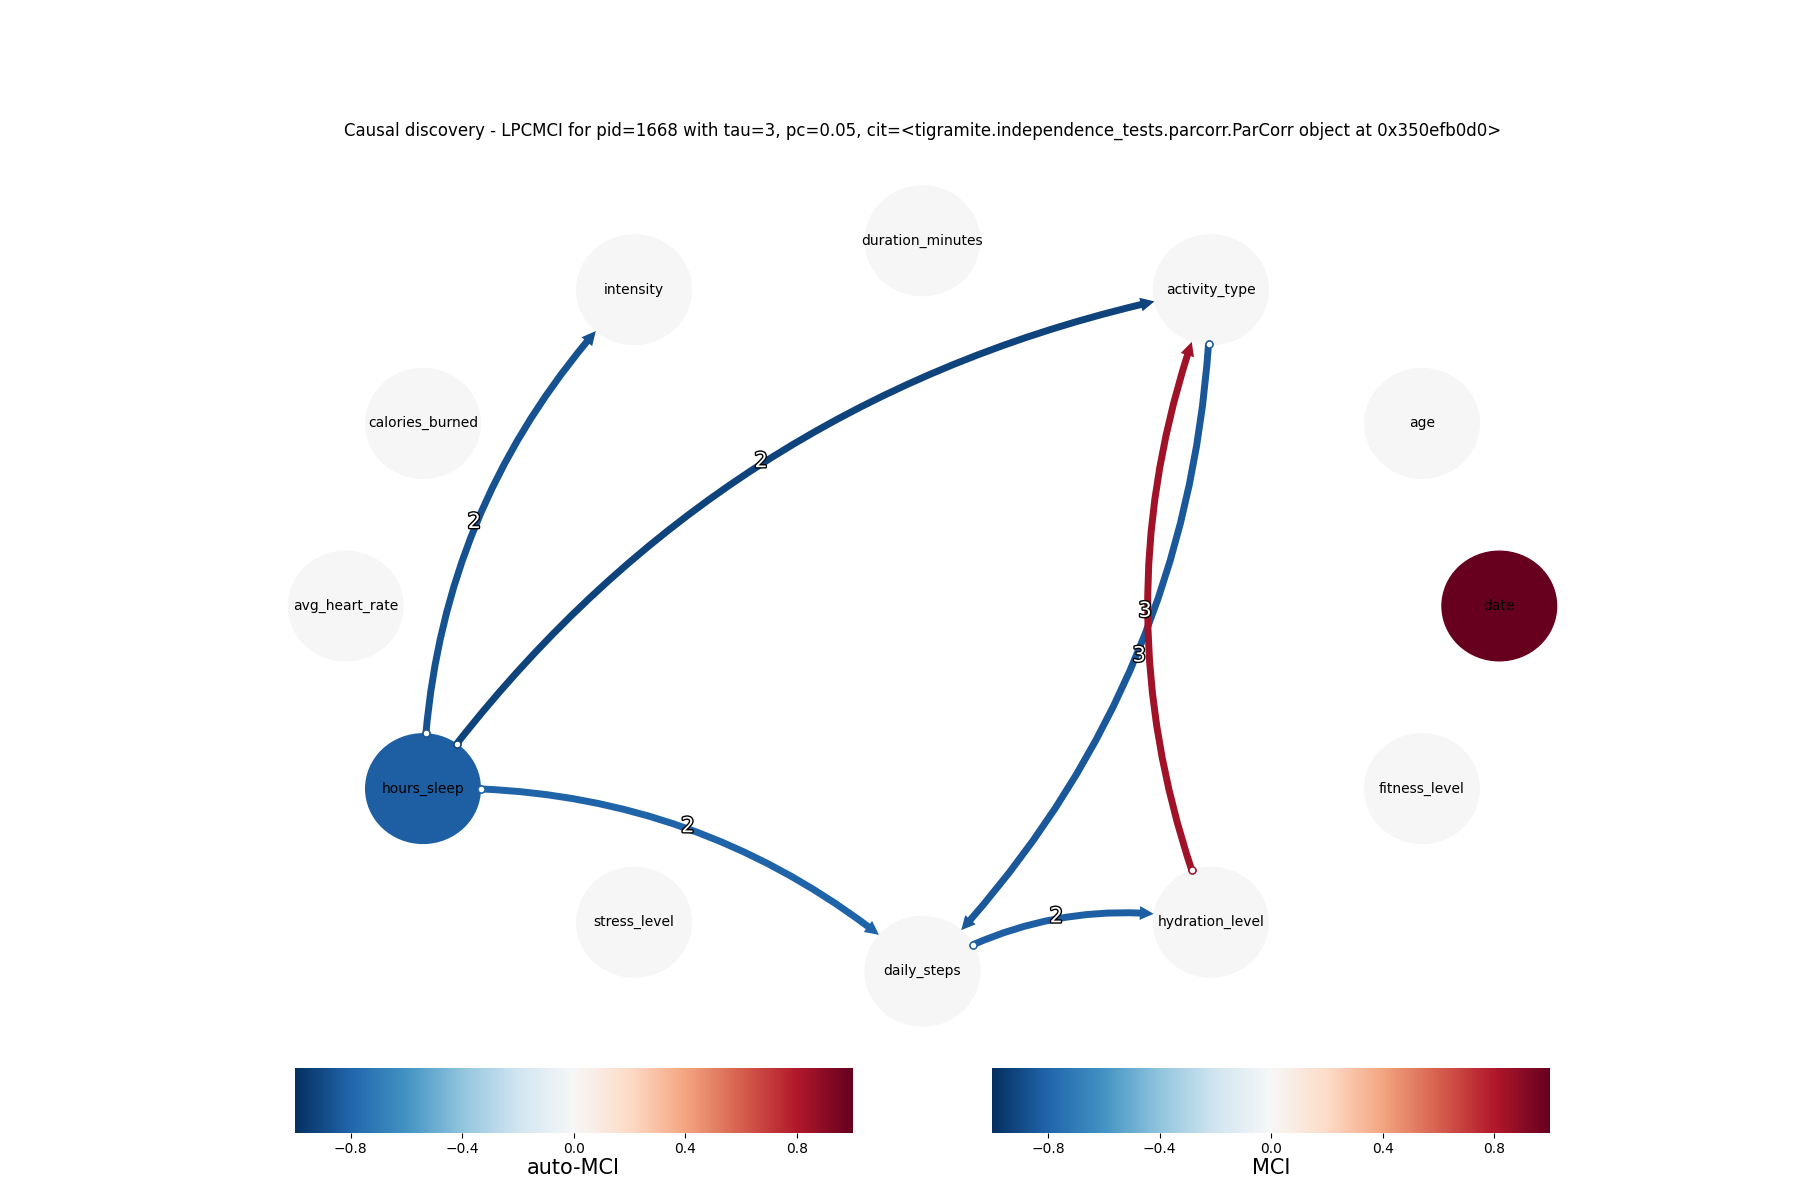 Causal discovery - LPCMCI for pid=1668 with tau=3, pc=0.05, cit=<tigramite.independence_tests.parcorr.ParCorr object at 0x350efb0d0>
duration_minutes
intensity
activity_type
calories_burned
age
2
2
avg_heart_rate
date
3
3
hours_sleep
fitness_level
2
stress_level
2
hydration_level
daily_steps
−0.8 −0.4 0.0 0.4 0.8
auto-MCI
−0.8 −0.4 0.0 0.4 0.8
MCI